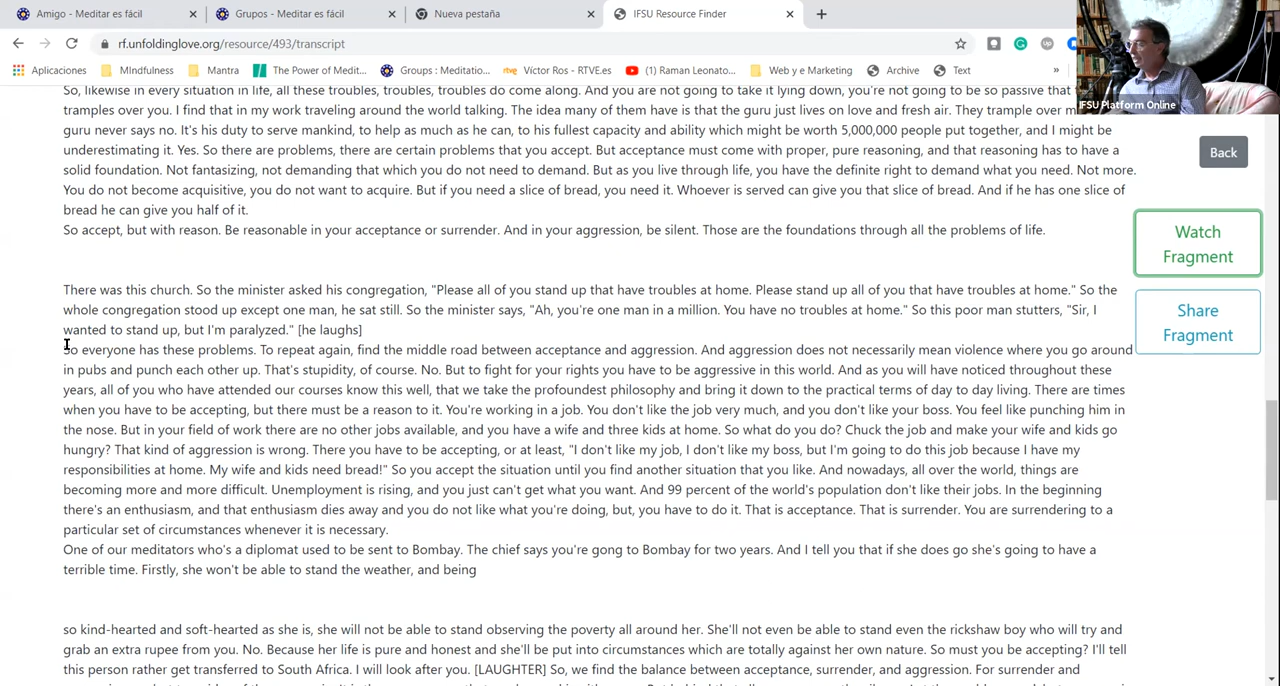 Amigo - Meditar es fácil
Grupos - Meditar es fácil
Nueva pestaña
IFSU Resource Finder
rf.unfoldinglove.org/resource/493/transcript
Aplicaciones MIndfulness Mantra The Power of Medit... Groups : Meditatio... Víctor Ros - RTVE.es (1) Raman Leonato... Web y e Marketing Archive Text »
IFSU Platform Online
So, likewise in every situation in life, all these troubles, troubles, troubles do come along. And you are not going to take it lying down, you're not going to be so passive that
tramples over you. I find that in my work traveling around the world talking. The idea many of them have is that the guru just lives on love and fresh air. They trample over
guru never says no. It's his duty to serve mankind, to help as much as he can, to his fullest capacity and ability which might be worth 5,000,000 people put together, and I might be
underestimating it. Yes. So there are problems, there are certain problems that you accept. But acceptance must come with proper, pure reasoning, and that reasoning has to have a
solid foundation. Not fantasizing, not demanding that which you do not need to demand. But as you live through life, you have the definite right to demand what you need. Not more.
You do not become acquisitive, you do not want to acquire. But if you need a slice of bread, you need it. Whoever is served can give you that slice of bread. And if he has one slice of
bread he can give you half of it.
So accept, but with reason. Be reasonable in your acceptance or surrender. And in your aggression, be silent. Those are the foundations through all the problems of life.
Back
Watch
Fragment
Share
Fragment
There was this church. So the minister asked his congregation, "Please all of you stand up that have troubles at home. Please stand up all of you that have troubles at home." So the
whole congregation stood up except one man, he sat still. So the minister says, "Ah, you're one man in a million. You have no troubles at home." So this poor man stutters, "Sir, I
wanted to stand up, but I'm paralyzed." [he laughs]
So everyone has these problems. To repeat again, find the middle road between acceptance and aggression. And aggression does not necessarily mean violence where you go around
in pubs and punch each other up. That's stupidity, of course. No. But to fight for your rights you have to be aggressive in this world. And as you will have noticed throughout these
years, all of you who have attended our courses know this well, that we take the profoundest philosophy and bring it down to the practical terms of day to day living. There are times
when you have to be accepting, but there must be a reason to it. You're working in a job. You don't like the job very much, and you don't like your boss. You feel like punching him in
the nose. But in your field of work there are no other jobs available, and you have a wife and three kids at home. So what do you do? Chuck the job and make your wife and kids go
hungry? That kind of aggression is wrong. There you have to be accepting, or at least, "I don't like my job, I don't like my boss, but I'm going to do this job because I have my
responsibilities at home. My wife and kids need bread!" So you accept the situation until you find another situation that you like. And nowadays, all over the world, things are
becoming more and more difficult. Unemployment is rising, and you just can't get what you want. And 99 percent of the world's population don't like their jobs. In the beginning
there's an enthusiasm, and that enthusiasm dies away and you do not like what you're doing, but, you have to do it. That is acceptance. That is surrender. You are surrendering to a
particular set of circumstances whenever it is necessary.
One of our meditators who's a diplomat used to be sent to Bombay. The chief says you're gong to Bombay for two years. And I tell you that if she does go she's going to have a
terrible time. Firstly, she won't be able to stand the weather, and being
so kind-hearted and soft-hearted as she is, she will not be able to stand observing the poverty all around her. She'll not even be able to stand even the rickshaw boy who will try and
grab an extra rupee from you. No. Because her life is pure and honest and she'll be put into circumstances which are totally against her own nature. So must you be accepting? I'll tell
this person rather get transferred to South Africa. I will look after you. [LAUGHTER] So, we find the balance between acceptance, surrender, and aggression. For surrender and